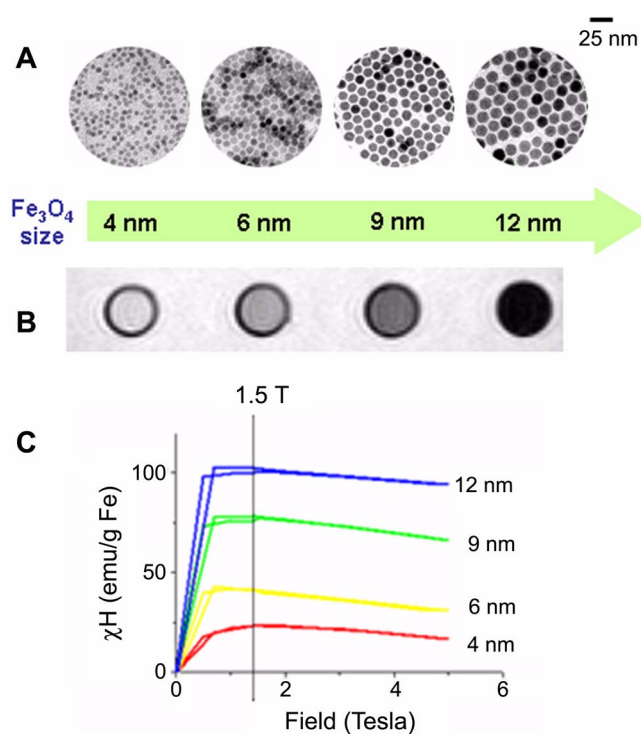 25 nm
A
Fe₃O₄
size
4 nm
6 nm
9 nm
12 nm
B
1.5 T
C
χH (emu/g Fe)
100
50
0
12 nm
9 nm
6 nm
4 nm
0
2
4
6
Field (Tesla)